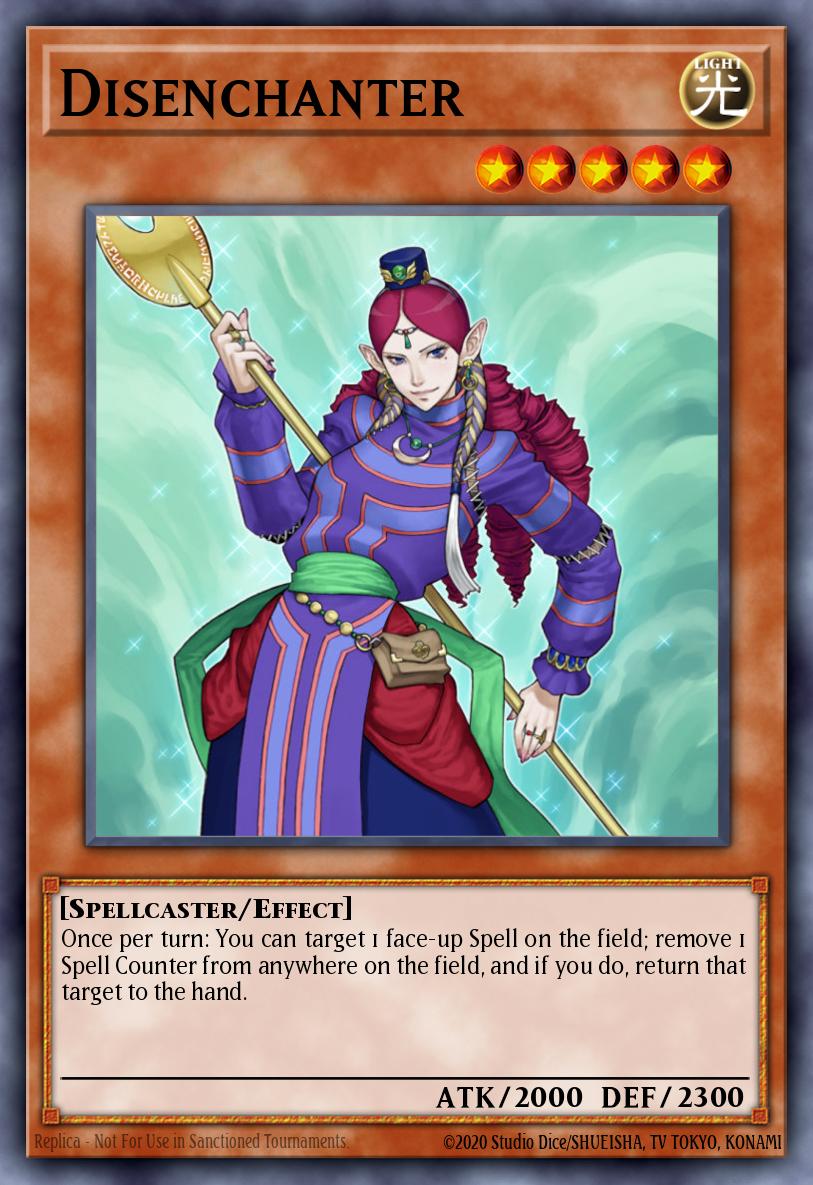 Disenchanter
LIGHT
光
[Spellcaster/Effect]
Once per turn: You can target 1 face-up Spell on the field; remove 1
Spell Counter from anywhere on the field, and if you do, return that
target to the hand.
ATK/2000 DEF/2300
Replica - Not For Use in Sanctioned Tournaments.
©2020 Studio Dice/SHUEISHA, TV TOKYO, KONAMI